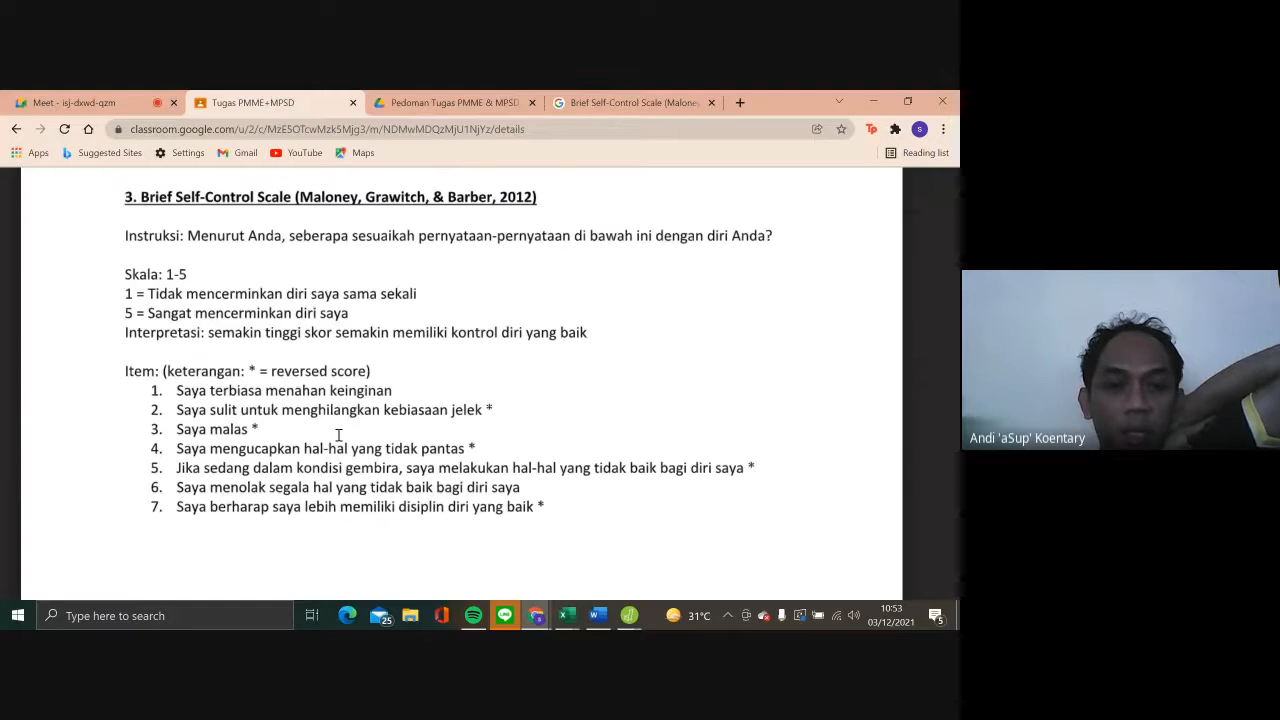 Meet - isj-dxwd-qzm
Tugas PMME+MPSD
Pedoman Tugas PMME & MPSD
Brief Self-Control Scale (Maloney
classroom.google.com/u/2/c/MzE5OTcwMzk5Mjg3/m/NDMwMDQzMjU1NjYz/details
Tp
s
Apps
Suggested Sites
Settings
Gmail
YouTube
Maps
Reading list
3. Brief Self-Control Scale (Maloney, Grawitch, & Barber, 2012)
Instruksi: Menurut Anda, seberapa sesuaikah pernyataan-pernyataan di bawah ini dengan diri Anda?
Skala: 1-5
1 = Tidak mencerminkan diri saya sama sekali
5 = Sangat mencerminkan diri saya
Interpretasi: semakin tinggi skor semakin memiliki kontrol diri yang baik
Item: (keterangan: * = reversed score)
1. Saya terbiasa menahan keinginan
2. Saya sulit untuk menghilangkan kebiasaan jelek *
3. Saya malas *
4. Saya mengucapkan hal-hal yang tidak pantas *
5. Jika sedang dalam kondisi gembira, saya melakukan hal-hal yang tidak baik bagi diri saya *
6. Saya menolak segala hal yang tidak baik bagi diri saya
7. Saya berharap saya lebih memiliki disiplin diri yang baik *
Andi 'aSup' Koentary
Type here to search
25
LINE
31°C
10:53
03/12/2021
5